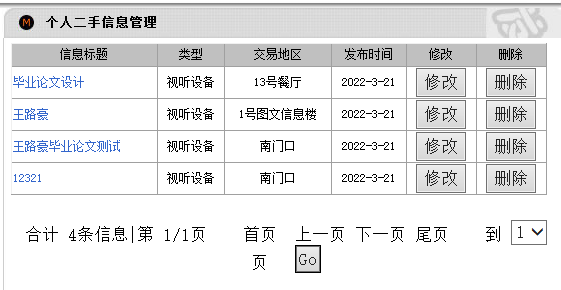 M 个人二手信息管理
信息标题 类型 交易地区 发布时间 修改 删除
毕业论文设计 视听设备 13号餐厅 2022-3-21 修改 删除
王路豪 视听设备 1号图文信息楼 2022-3-21 修改 删除
王路豪毕业论文测试 视听设备 南门口 2022-3-21 修改 删除
12321 视听设备 南门口 2022-3-21 修改 删除
合计 4条信息|第 1/1页 首页 上一页 下一页 尾页 到 1
页 Go